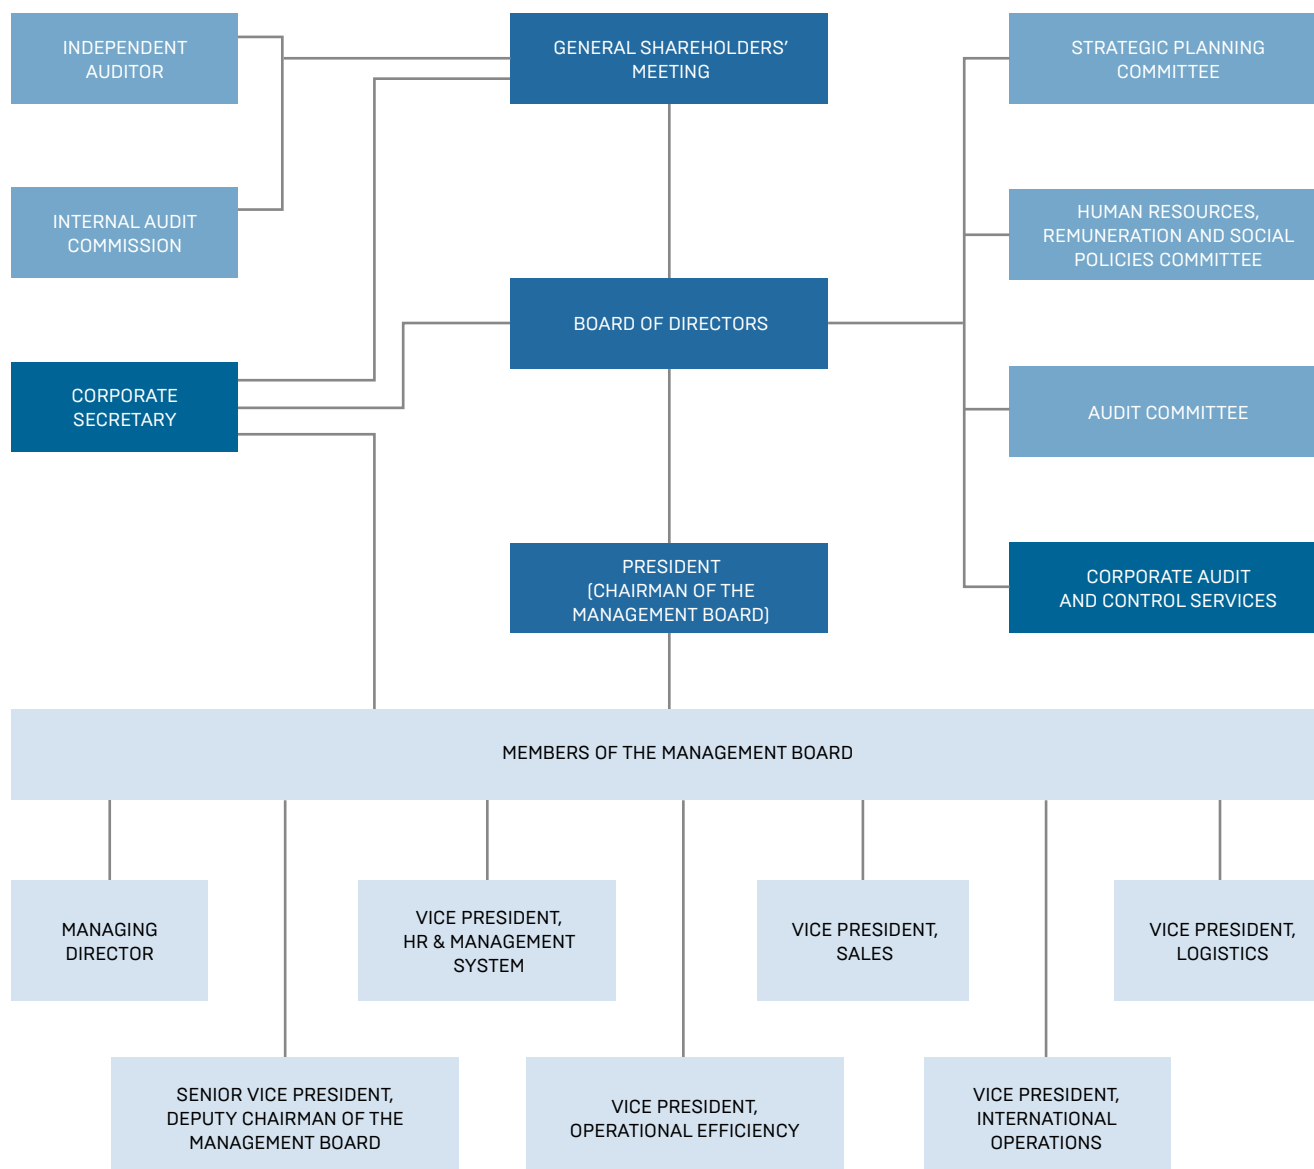 INDEPENDENT
AUDITOR
GENERAL SHAREHOLDERS’
MEETING
STRATEGIC PLANNING
COMMITTEE
INTERNAL AUDIT
COMMISSION
HUMAN RESOURCES,
REMUNERATION AND SOCIAL
POLICIES COMMITTEE
BOARD OF DIRECTORS
CORPORATE
SECRETARY
AUDIT COMMITTEE
PRESIDENT
(CHAIRMAN OF THE
MANAGEMENT BOARD)
CORPORATE AUDIT
AND CONTROL SERVICES
MEMBERS OF THE MANAGEMENT BOARD
MANAGING
DIRECTOR
VICE PRESIDENT,
HR & MANAGEMENT
SYSTEM
VICE PRESIDENT,
SALES
VICE PRESIDENT,
LOGISTICS
SENIOR VICE PRESIDENT,
DEPUTY CHAIRMAN OF THE
MANAGEMENT BOARD
VICE PRESIDENT,
OPERATIONAL EFFICIENCY
VICE PRESIDENT,
INTERNATIONAL
OPERATIONS